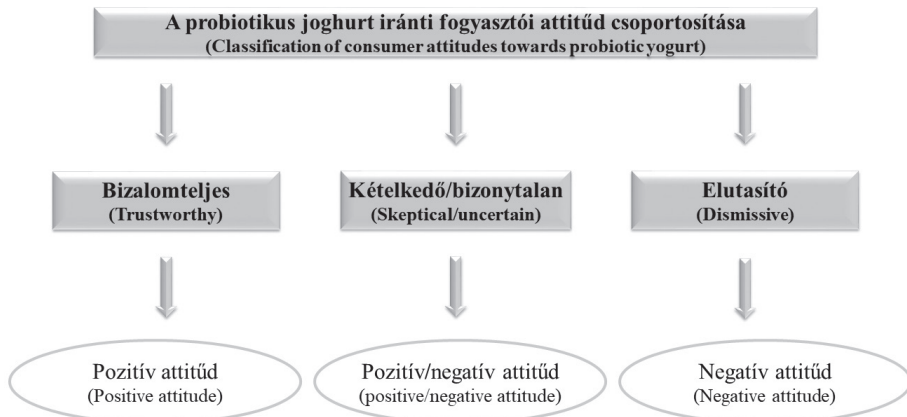 A probiotikus joghurt iránti fogyasztói attitűd csoportosítása
(Classification of consumer attitudes towards probiotic yogurt)
Bizalomteljes
(Trustworthy)
Kételkedő/bizonytalan
(Skeptical/uncertain)
Elutasító
(Dismissive)
Pozitív attitűd
(Positive attitude)
Pozitív/negatív attitűd
(positive/negative attitude)
Negatív attitűd
(Negative attitude)